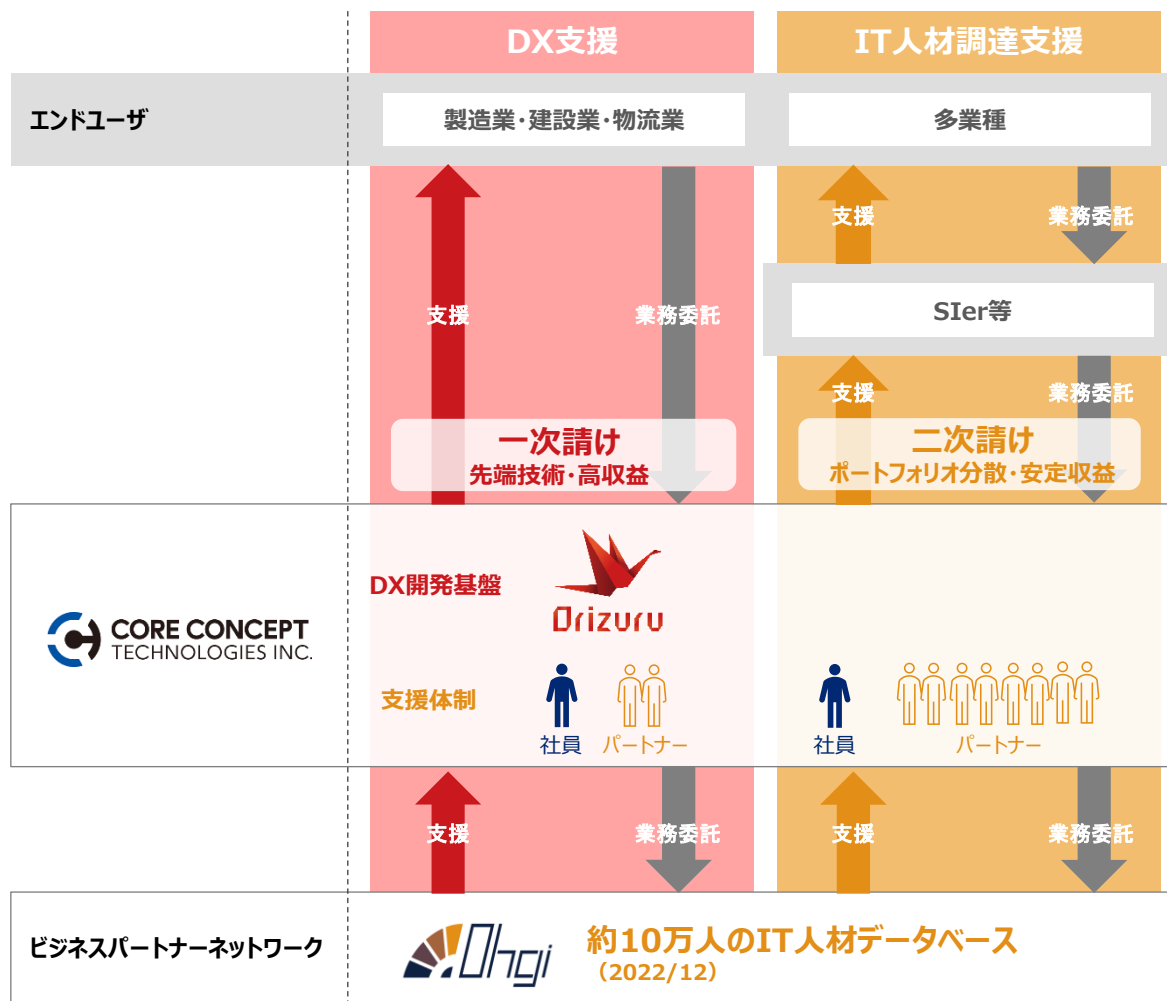 DX支援
IT人材調達支援
エンドユーザ
製造業・建設業・物流業
多業種
支援
業務委託
SIer等
支援
業務委託
支援
業務委託
一次請け
先端技術・高収益
二次請け
ポートフォリオ分散・安定収益
CORE CONCEPT
TECHNOLOGIES INC.
DX開発基盤
Orizuru
支援体制
社員
パートナー
社員
パートナー
支援
業務委託
支援
業務委託
ビジネスパートナーネットワーク
Ohgi
約10万人のIT人材データベース
（2022/12）